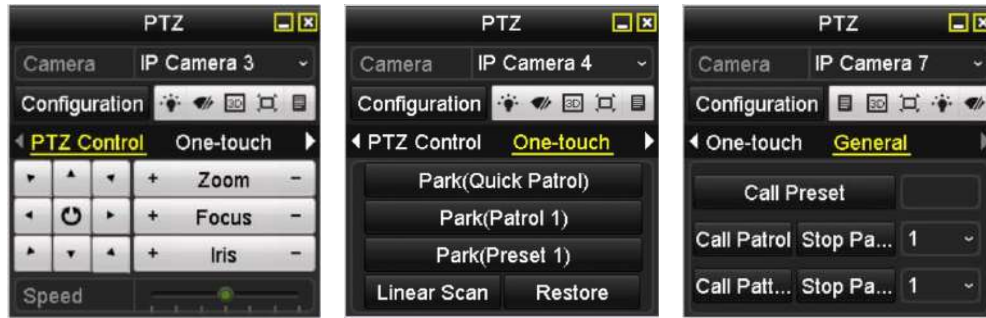 PTZ
Camera IP Camera 3
Configuration 3D
PTZ Control One-touch
+ Zoom -
+ Focus -
+ Iris -
Speed
PTZ
Camera IP Camera 4
Configuration 3D
PTZ Control One-touch
Park(Quick Patrol)
Park(Patrol 1)
Park(Preset 1)
Linear Scan Restore
PTZ
Camera IP Camera 7
Configuration 3D
One-touch General
Call Preset
Call Patrol Stop Pa... 1
Call Patt... Stop Pa... 1